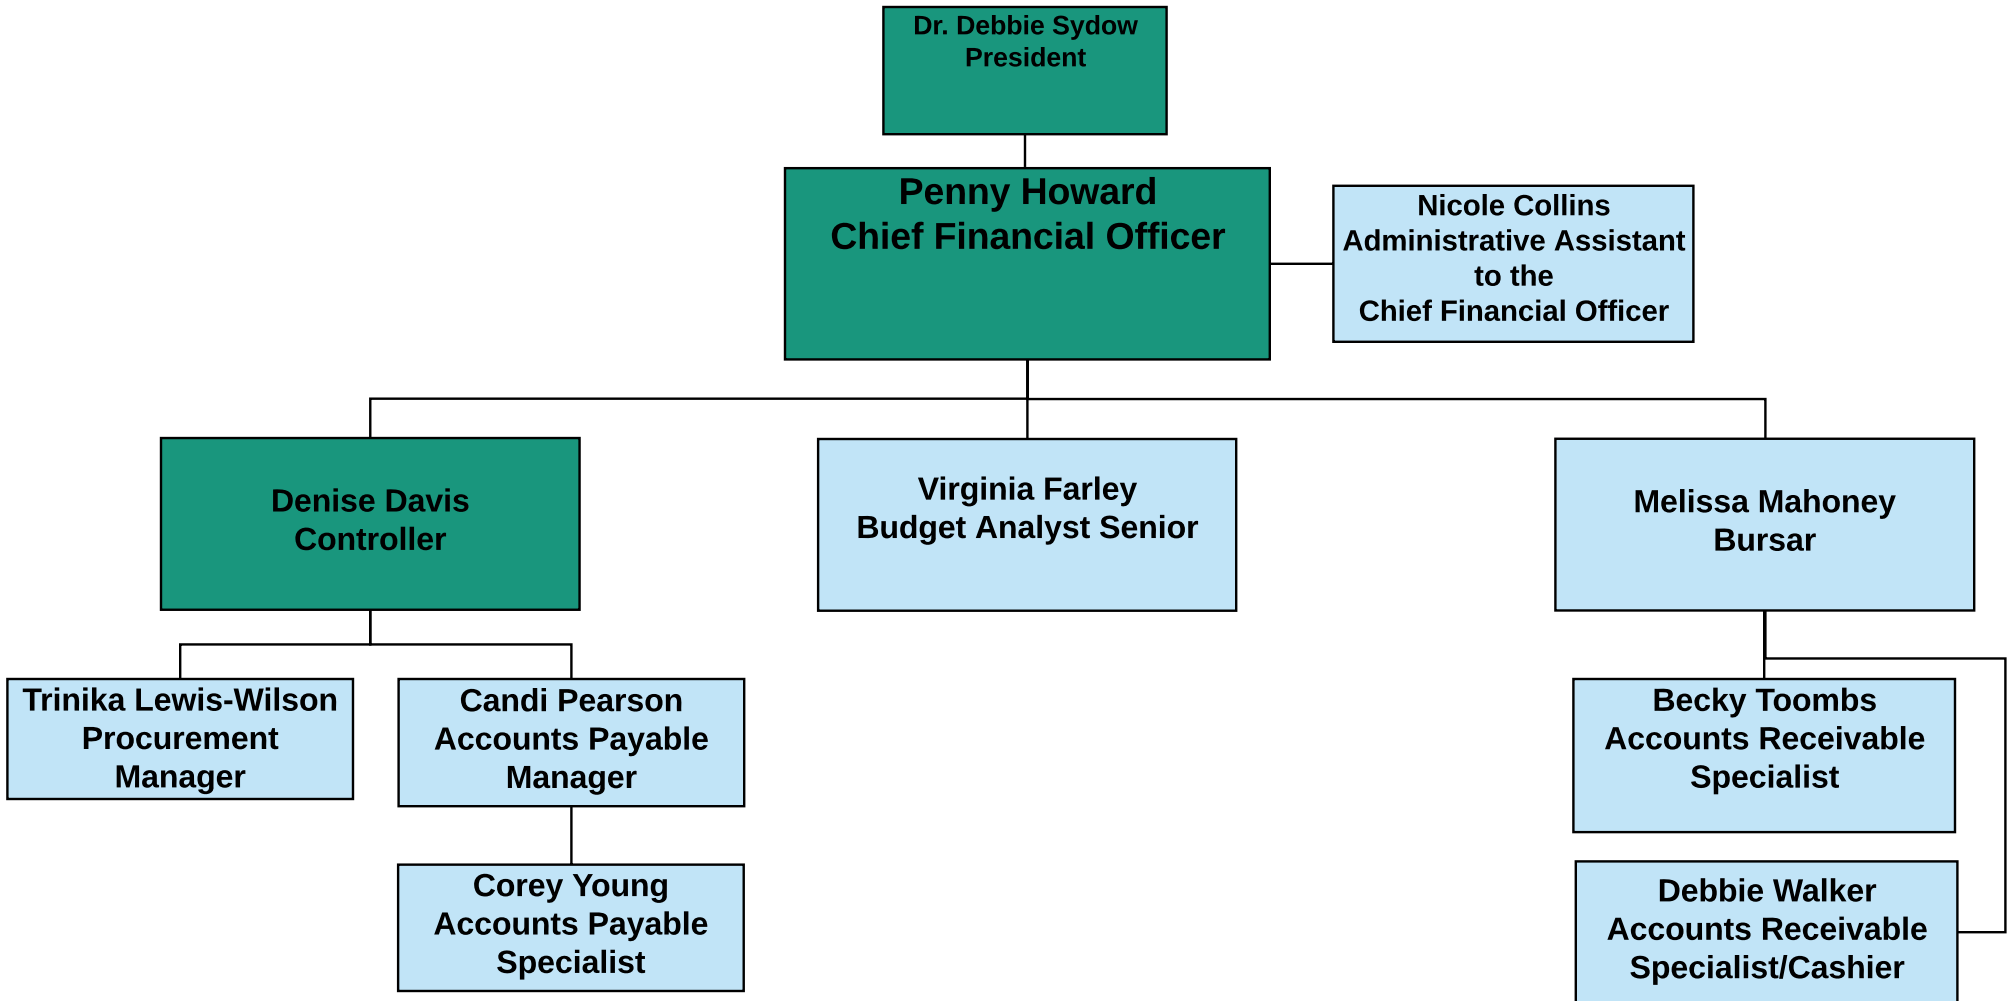 Dr. Debbie Sydow
President
Penny Howard
Chief Financial Officer
Nicole Collins
Administrative Assistant
to the
Chief Financial Officer
Denise Davis
Controller
Virginia Farley
Budget Analyst Senior
Melissa Mahoney
Bursar
Trinika Lewis-Wilson
Procurement
Manager
Candi Pearson
Accounts Payable
Manager
Becky Toombs
Accounts Receivable
Specialist
Corey Young
Accounts Payable
Specialist
Debbie Walker
Accounts Receivable
Specialist/Cashier